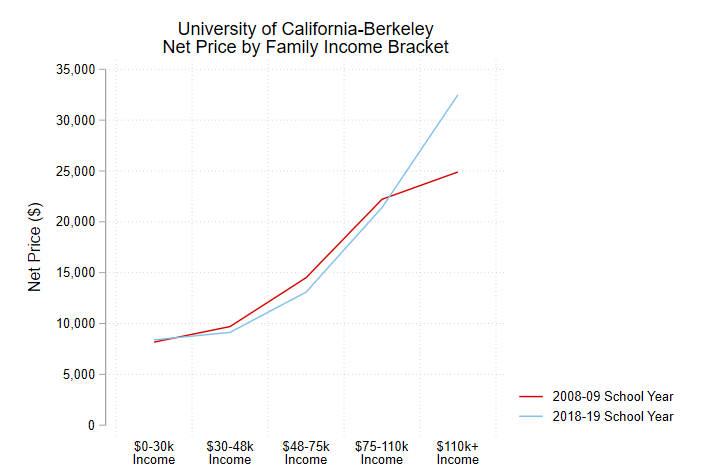 University of California-Berkeley
Net Price by Family Income Bracket
35,000
30,000
25,000
20,000
15,000
10,000
5,000
0
Net Price ($)
$0-30k
Income
$30-48k
Income
$48-75k
Income
$75-110k
Income
$110k+
Income
2008-09 School Year
2018-19 School Year